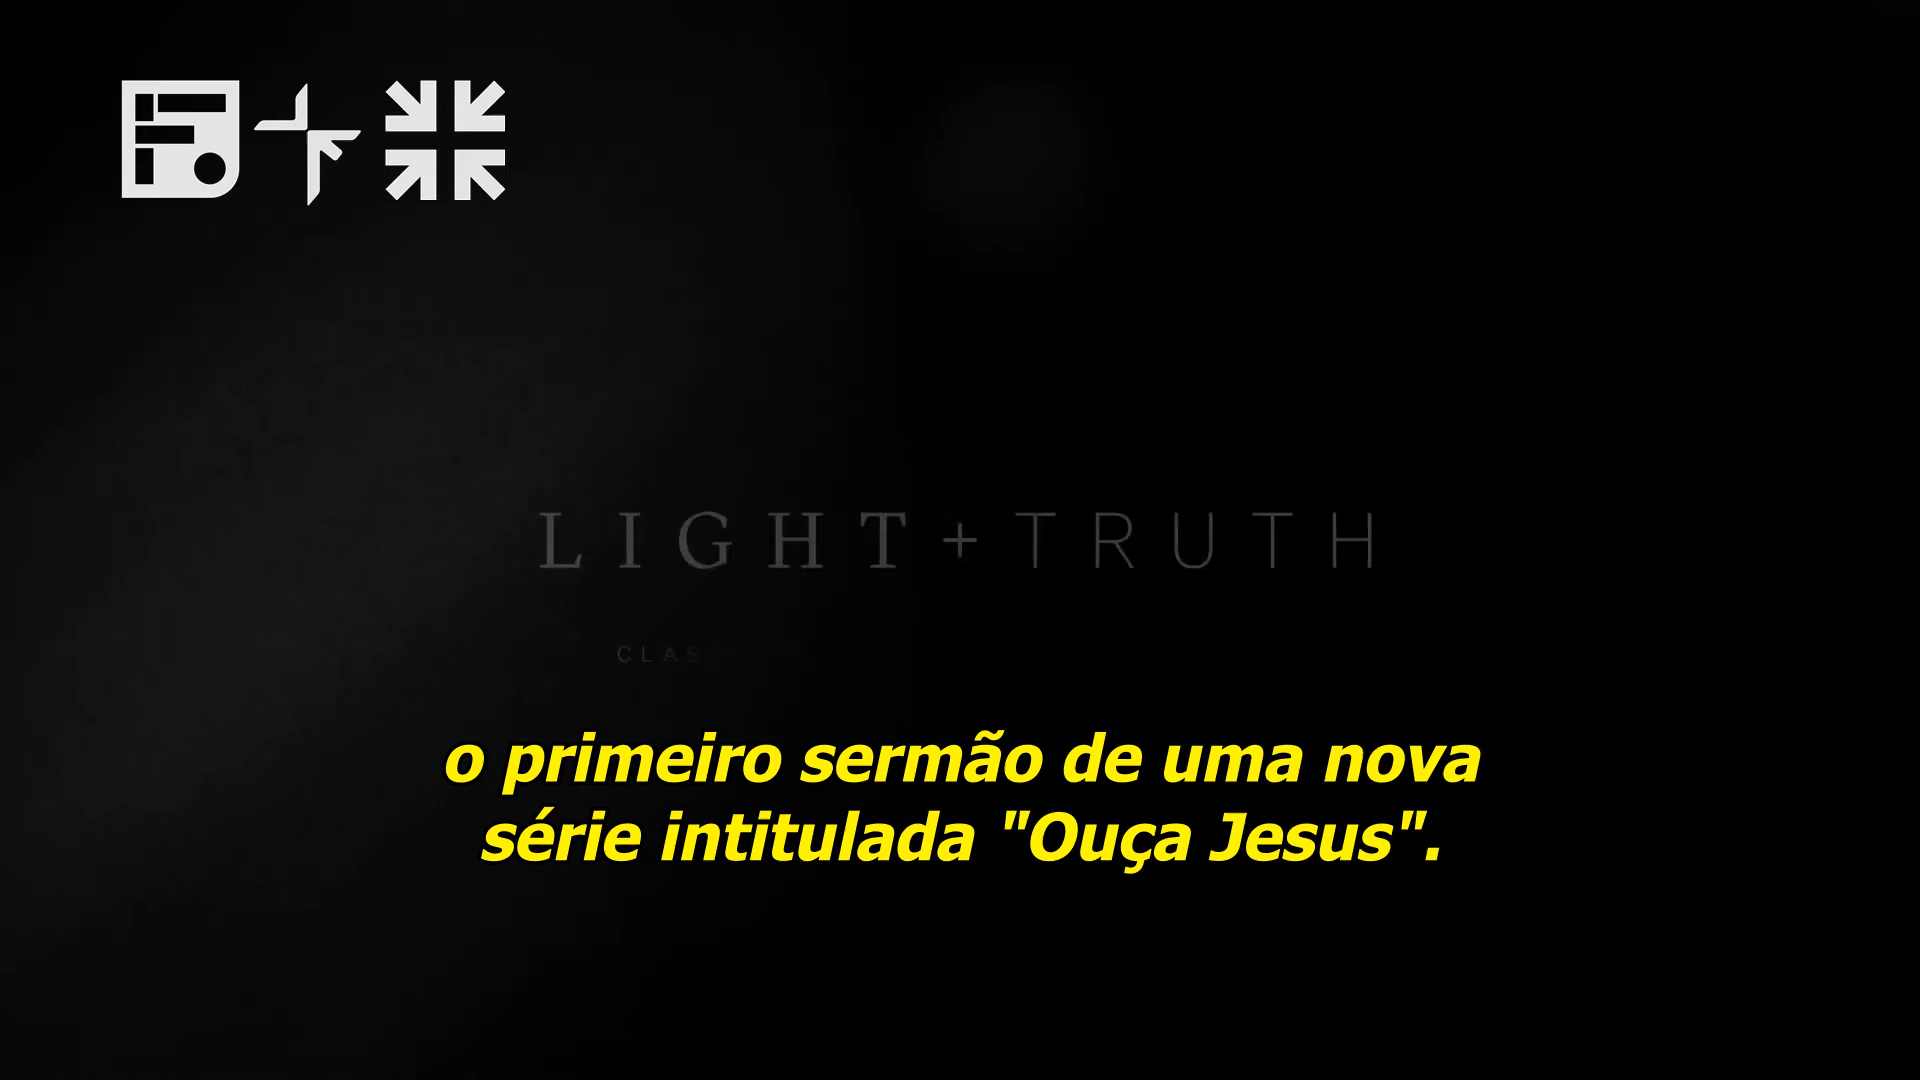 LIGHT + TRUTH
o primeiro sermão de uma nova
série intitulada "Ouça Jesus".